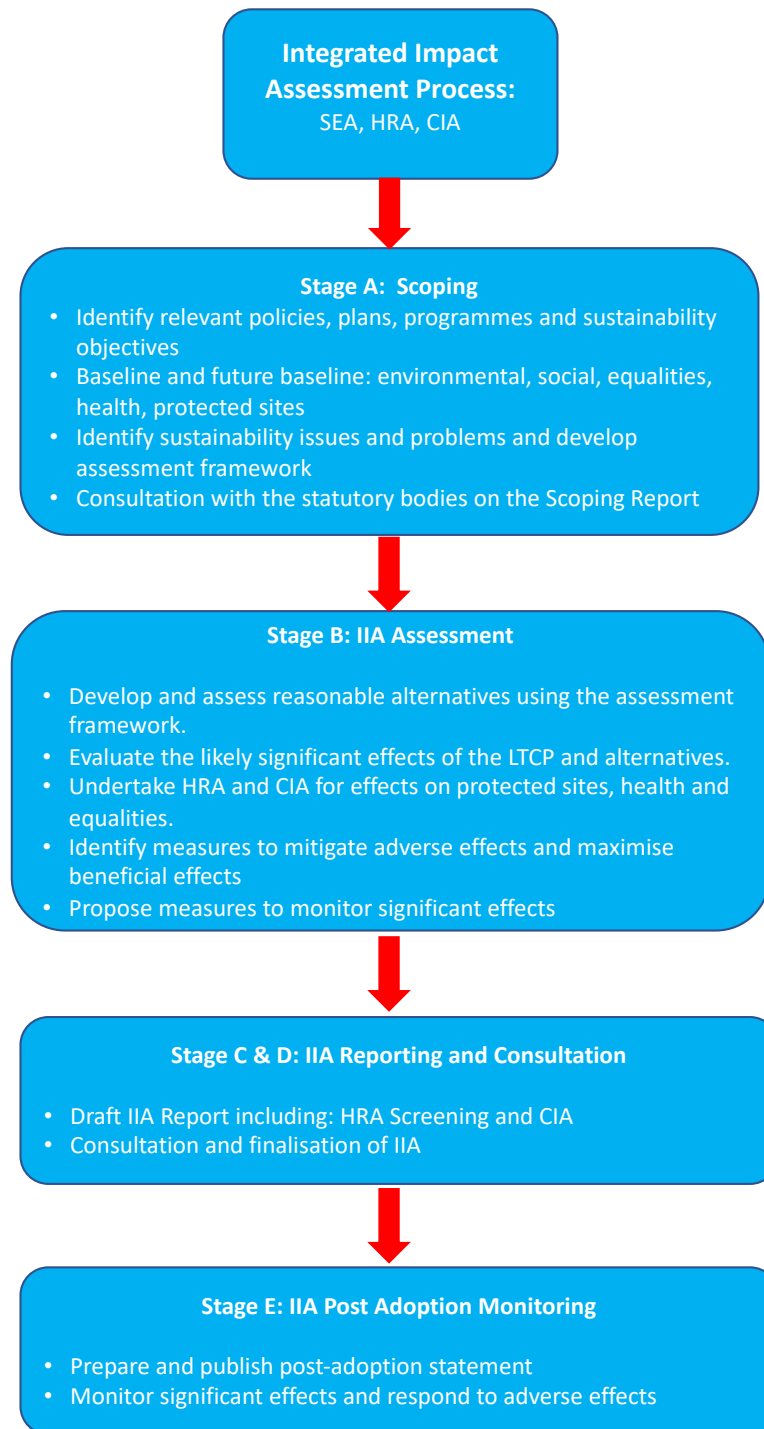 Integrated Impact
Assessment Process:
SEA, HRA, CIA
Stage A:  Scoping
• Identify relevant policies, plans, programmes and sustainability
objectives
• Baseline and future baseline: environmental, social, equalities,
health, protected sites
• Identify sustainability issues and problems and develop
assessment framework
• Consultation with the statutory bodies on the Scoping Report
Stage B: IIA Assessment
• Develop and assess reasonable alternatives using the assessment
framework.
• Evaluate the likely significant effects of the LTCP and alternatives.
• Undertake HRA and CIA for effects on protected sites, health and
equalities.
• Identify measures to mitigate adverse effects and maximise
beneficial effects
• Propose measures to monitor significant effects
Stage C & D: IIA Reporting and Consultation
• Draft IIA Report including: HRA Screening and CIA
• Consultation and finalisation of IIA
Stage E: IIA Post Adoption Monitoring
• Prepare and publish post-adoption statement
• Monitor significant effects and respond to adverse effects